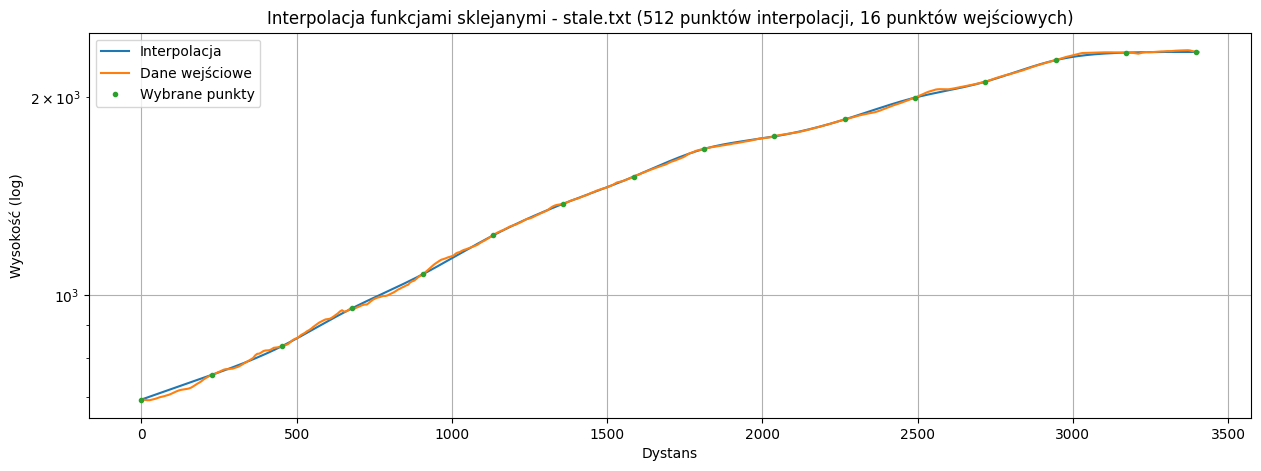 Interpolacja funkcjami sklejanymi - stale.txt (512 punktów interpolacji, 16 punktów wejściowych)
Interpolacja
Dane wejściowe
Wybrane punkty
2 × 10³
10³
Wysokość (log)
0 500 1000 1500 2000 2500 3000 3500
Dystans